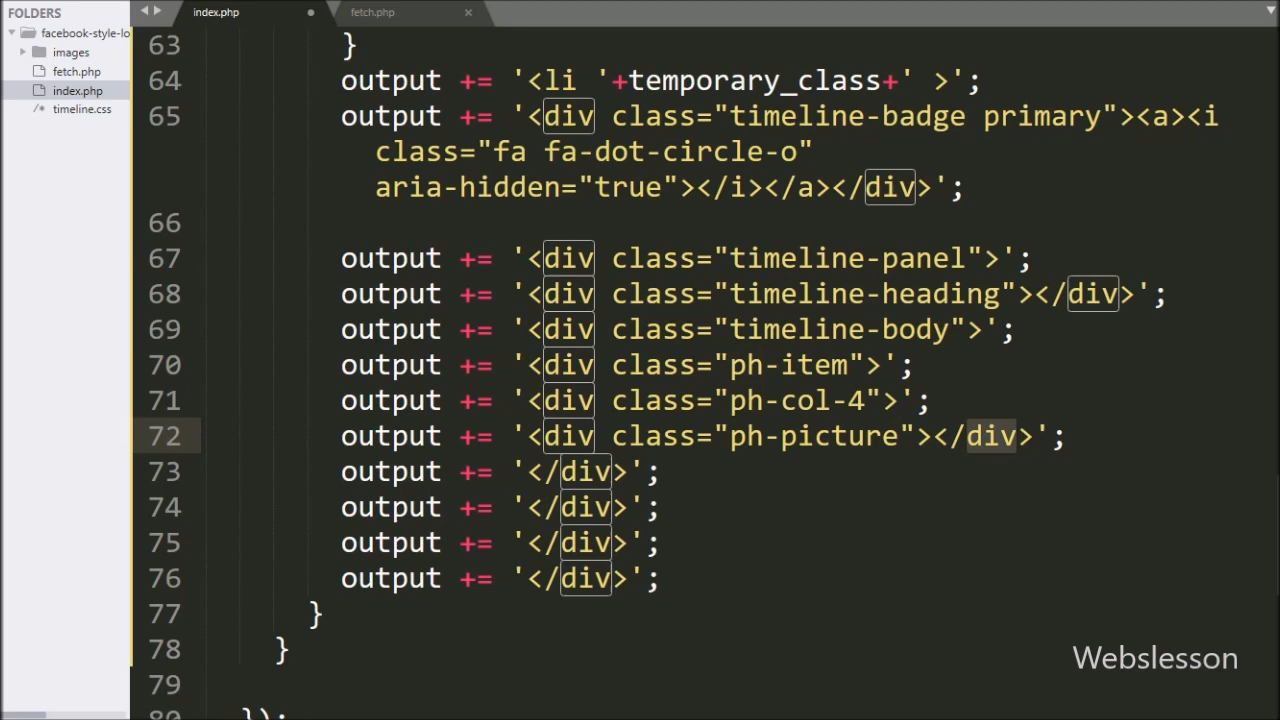 FOLDERS
facebook-style-lo
images
fetch.php
index.php
timeline.css
index.php
fetch.php
63 }
64 output += '<li '+temporary_class+' >';
65 output += '<div class="timeline-badge primary"><a><i
class="fa fa-dot-circle-o"
aria-hidden="true"></i></a></div>';
66
67 output += '<div class="timeline-panel">';
68 output += '<div class="timeline-heading"></div>';
69 output += '<div class="timeline-body">';
70 output += '<div class="ph-item">';
71 output += '<div class="ph-col-4">';
72 output += '<div class="ph-picture"></div>';
73 output += '</div>';
74 output += '</div>';
75 output += '</div>';
76 output += '</div>';
77 }
78 }
79
80 });
Webslesson